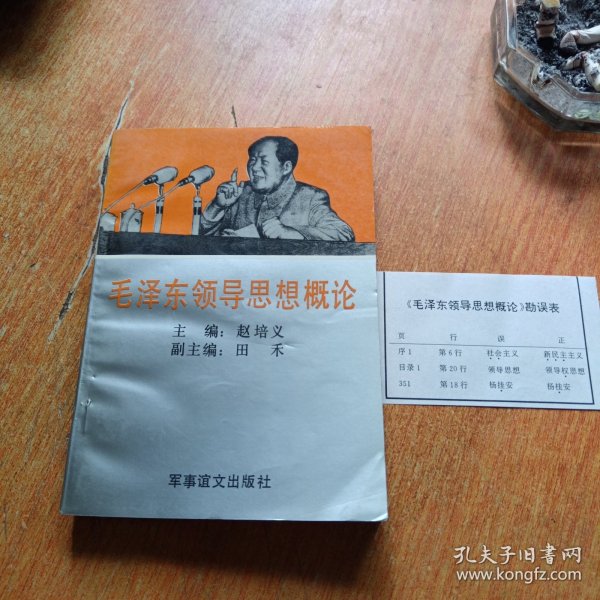 毛泽东领导思想概论
主 编：赵培义
副主编：田 禾
军事谊文出版社
《毛泽东领导思想概论》勘误表
页 行 误 正
序1 第6行 社会主义 新民主主义
目录1 第20行 领导思想 领导权思想
351 第18行 杨桂安 杨桂安
孔夫子旧书网
www.kongfz.com